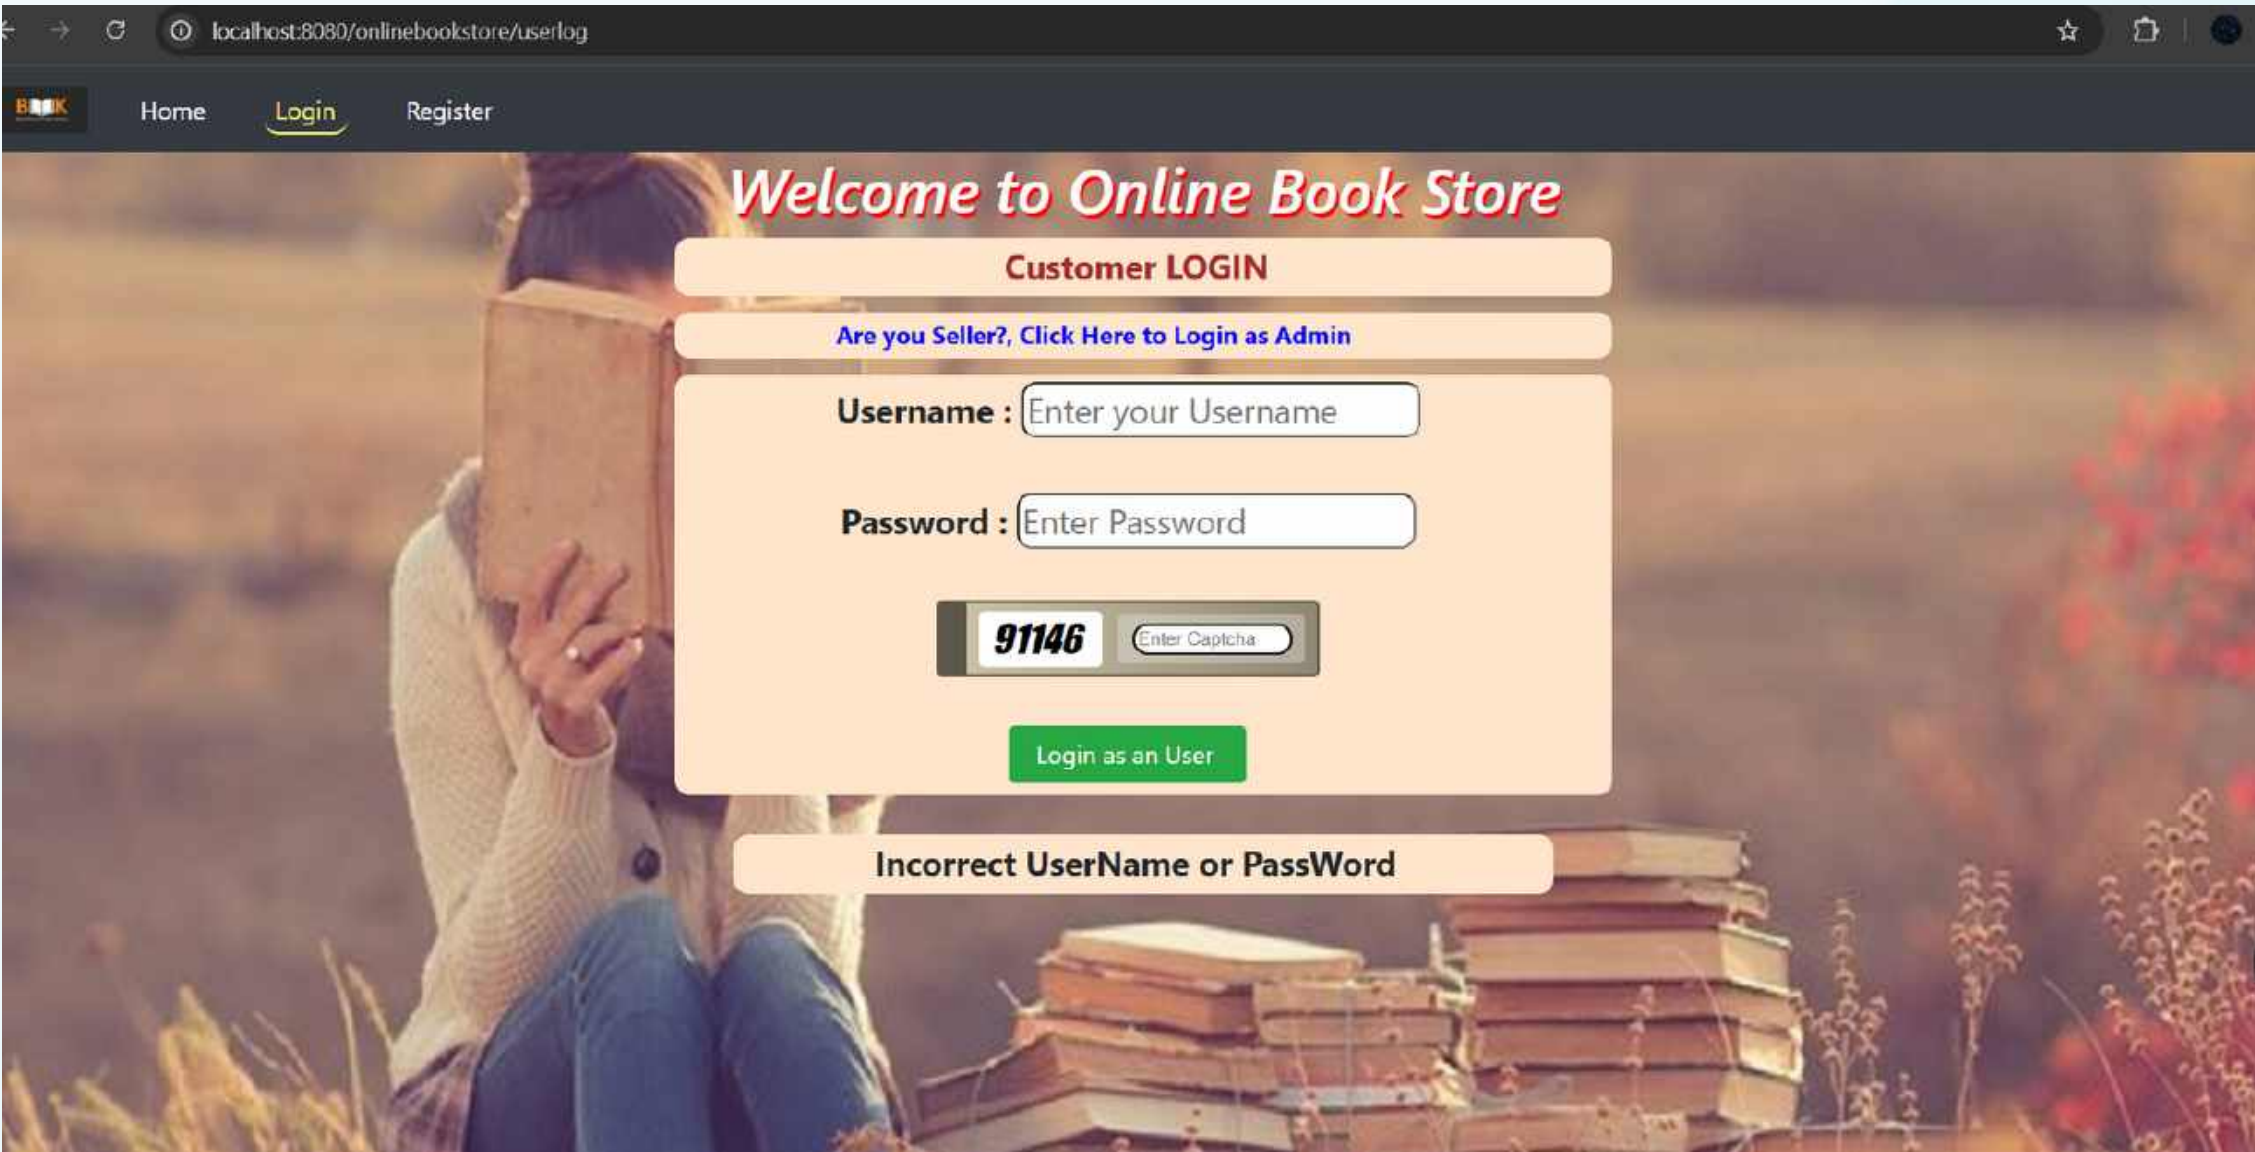 localhost:8080/onlinebookstore/userlog
BOOK
Home Login Register
Welcome to Online Book Store
Customer LOGIN
Are you Seller?, Click Here to Login as Admin
Username : Enter your Username
Password : Enter Password
91146 Enter Captcha
Login as an User
Incorrect UserName or PassWord